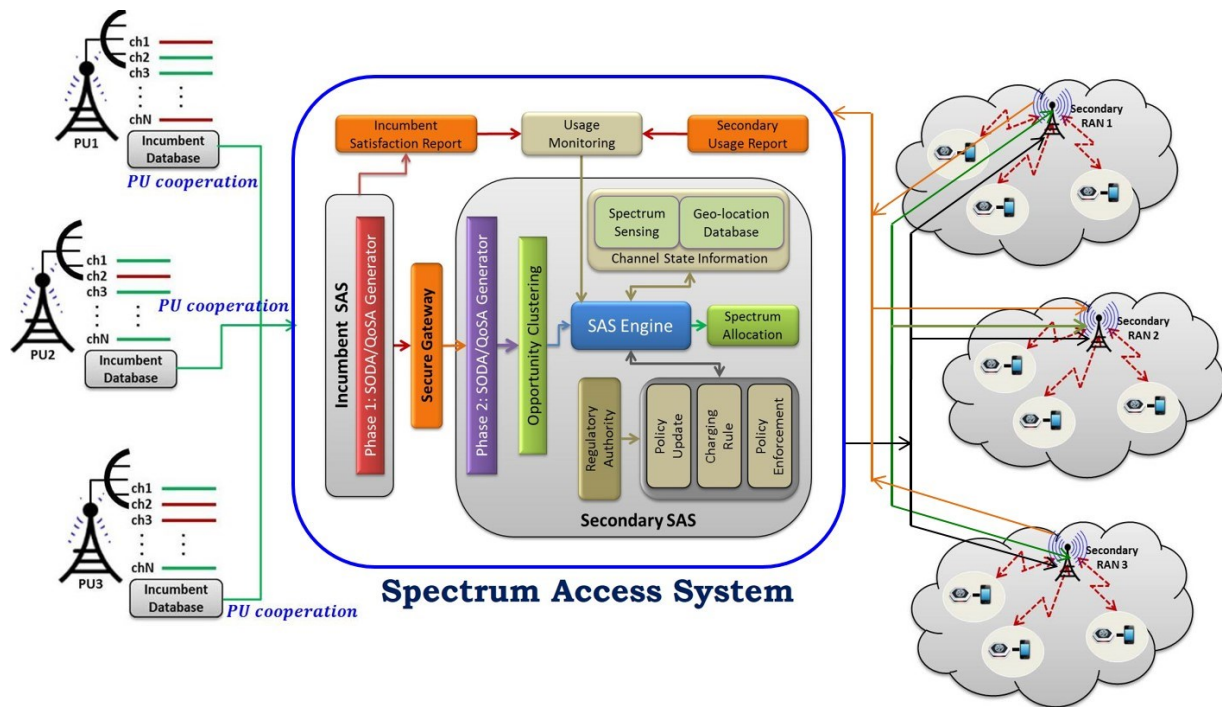 ch1
ch2
ch3
chN
PU1
Incumbent
Database
PU cooperation
ch1
ch2
ch3
chN
PU2
Incumbent
Database
PU cooperation
ch1
ch2
ch3
chN
PU3
Incumbent
Database
PU cooperation
Incumbent
Satisfaction Report
Usage
Monitoring
Secondary
Usage Report
Incumbent SAS
Phase 1: SODA/QoSA Generator
Secure Gateway
Phase 2: SODA/QoSA Generator
Opportunity Clustering
Spectrum
Sensing
Geo-location
Database
Channel State Information
SAS Engine
Spectrum
Allocation
Regulatory
Authority
Policy
Update
Charging
Rule
Policy
Enforcement
Secondary SAS
Spectrum Access System
Secondary
RAN 1
Secondary
RAN 2
Secondary
RAN 3